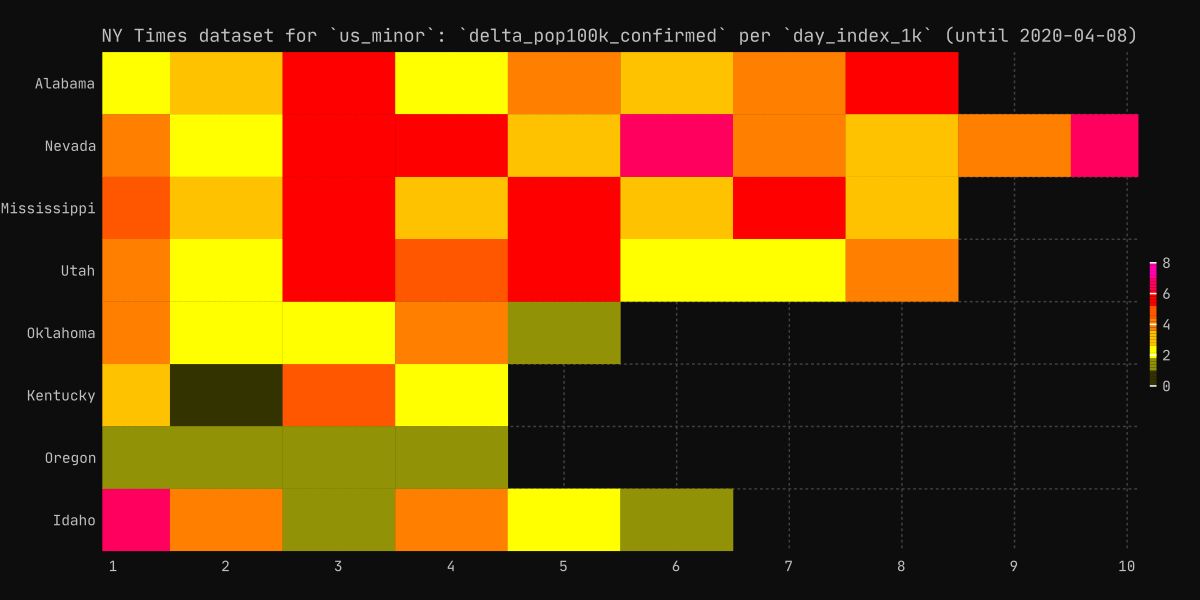 NY Times dataset for `us_minor`: `delta_pop100k_confirmed` per `day_index_1k` (until 2020-04-08)
Alabama
Nevada
Mississippi
Utah
Oklahoma
Kentucky
Oregon
Idaho
1 2 3 4 5 6 7 8 9 10
8
6
4
2
0